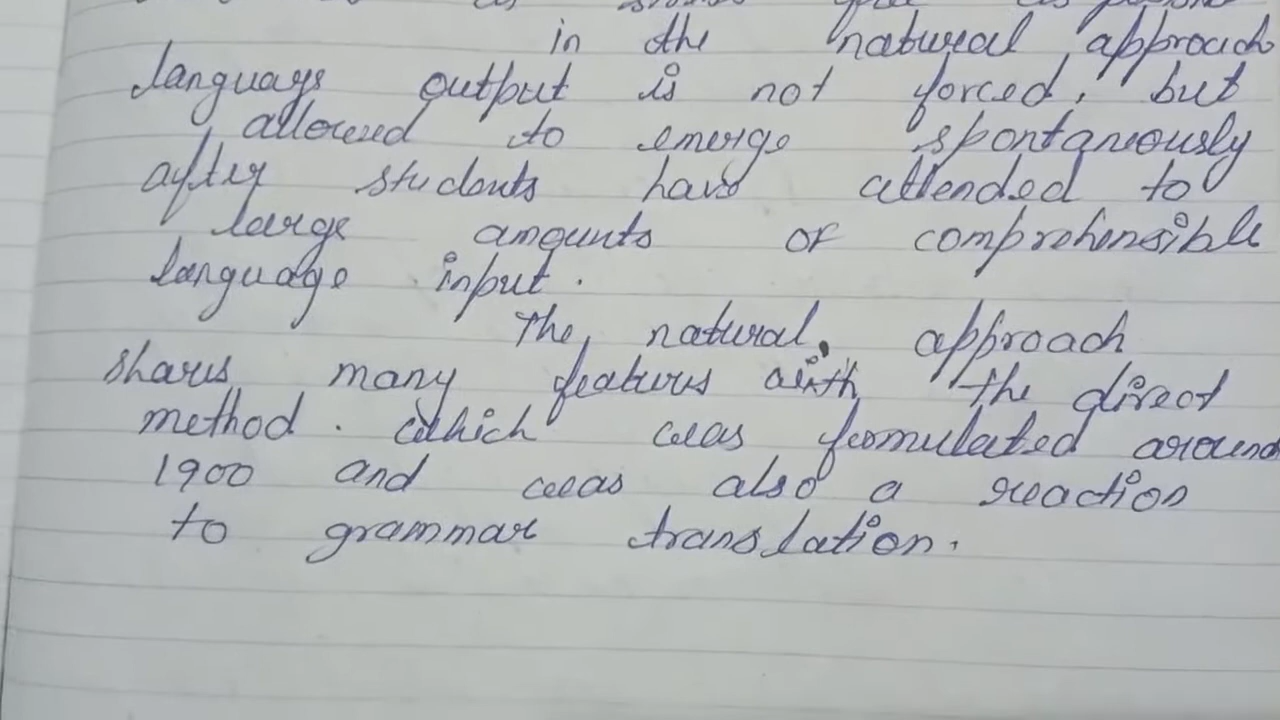 in the natural approach
language output is not forced, but
allowed to emerge spontaneously
after students have attended to
large amounts of comprehensible
language input.
The natural approach
shares many features with the direct
method. which was formulated around
1900 and was also a reaction
to grammar translation.